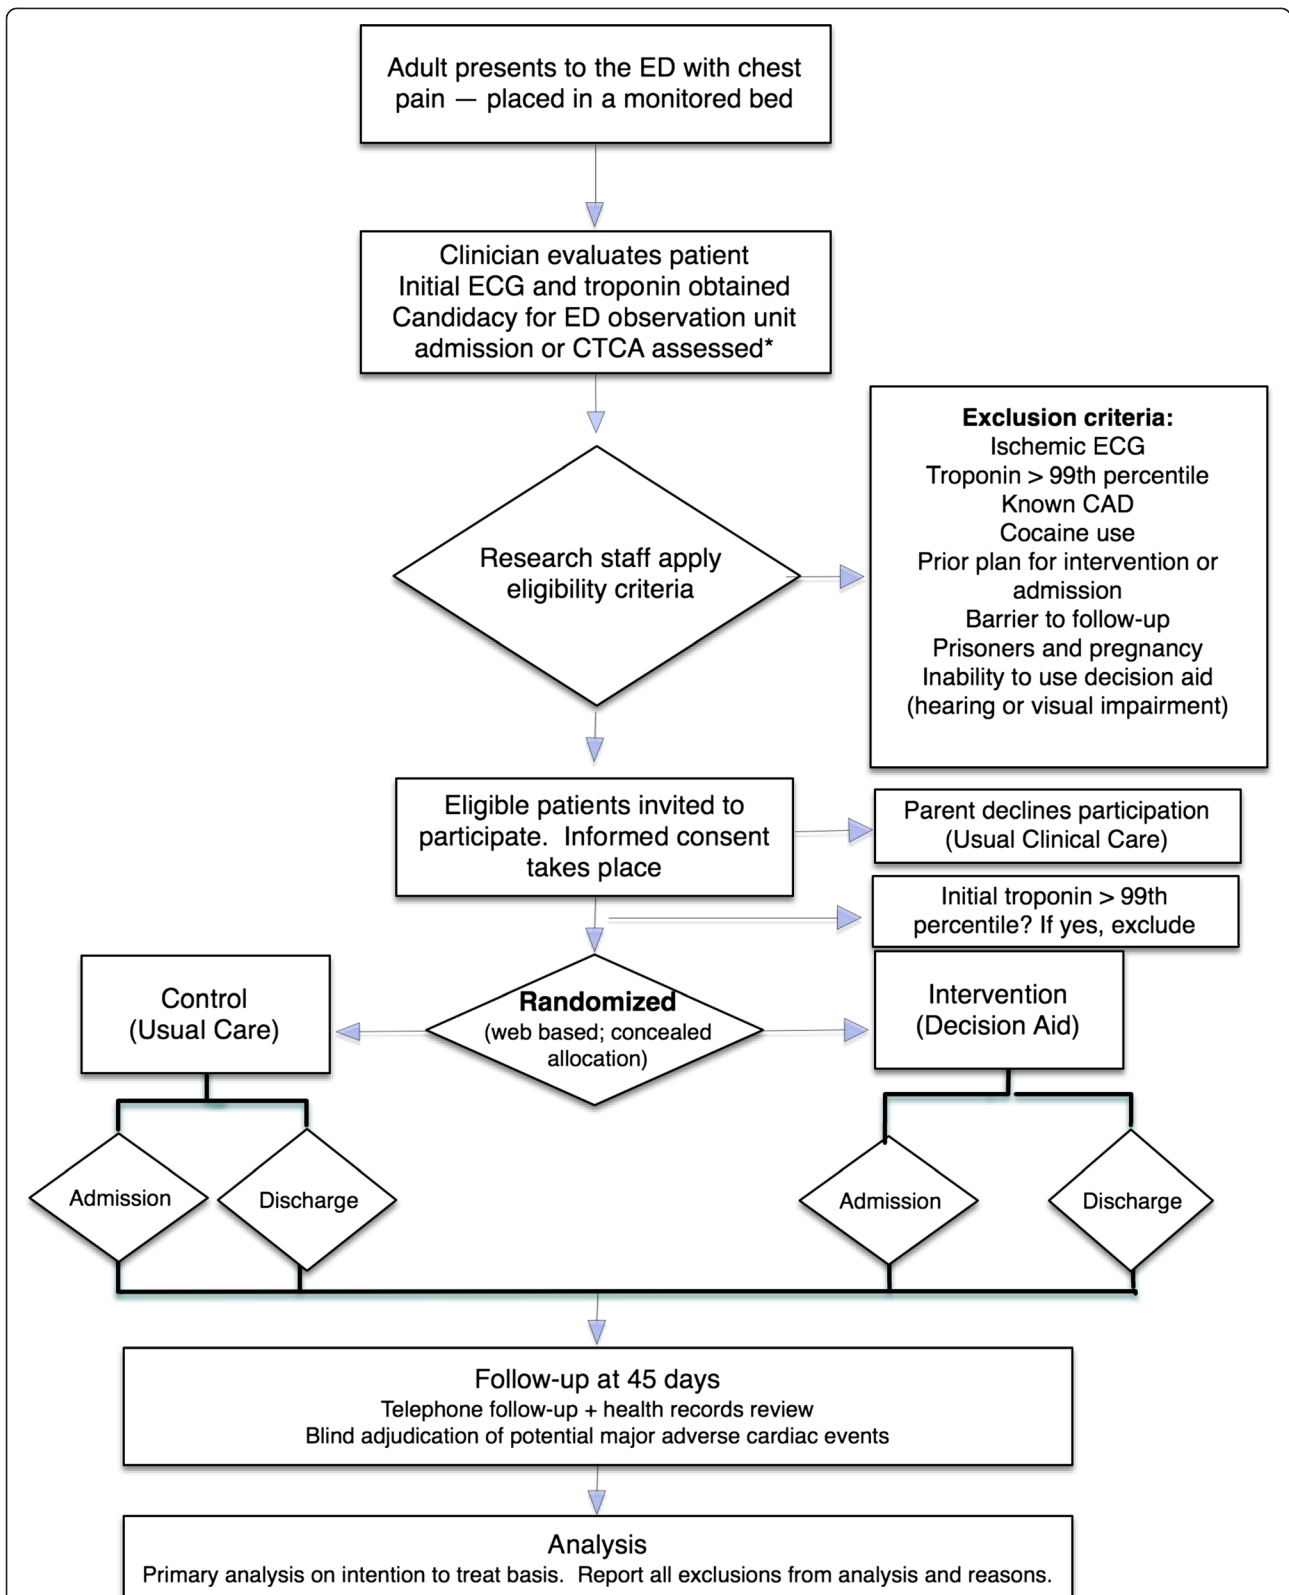 Adult presents to the ED with chest
pain — placed in a monitored bed
Clinician evaluates patient
Initial ECG and troponin obtained
Candidacy for ED observation unit
admission or CTCA assessed*
Exclusion criteria:
Ischemic ECG
Troponin > 99th percentile
Known CAD
Cocaine use
Prior plan for intervention or
admission
Barrier to follow-up
Prisoners and pregnancy
Inability to use decision aid
(hearing or visual impairment)
Research staff apply
eligibility criteria
Eligible patients invited to
participate.  Informed consent
takes place
Parent declines participation
(Usual Clinical Care)
Initial troponin > 99th
percentile? If yes, exclude
Control
(Usual Care)
Randomized
(web based; concealed
allocation)
Intervention
(Decision Aid)
Admission
Discharge
Admission
Discharge
Follow-up at 45 days
Telephone follow-up + health records review
Blind adjudication of potential major adverse cardiac events
Analysis
Primary analysis on intention to treat basis.  Report all exclusions from analysis and reasons.